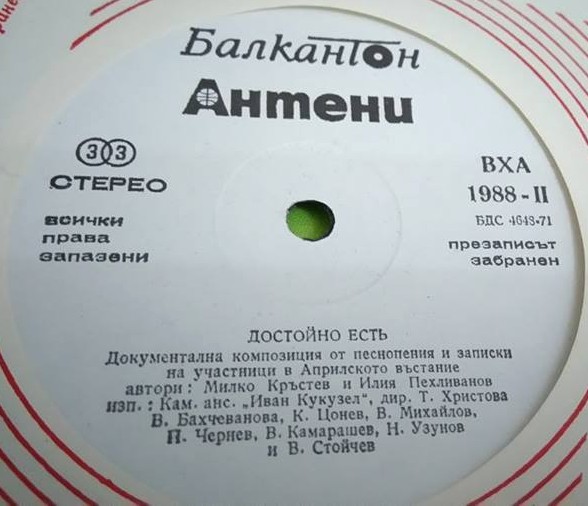 Балкантон
Антени
33
СТЕРЕО
всички
права
запазени
ВХА
1988-II
БДС 4648-71
презаписът
забранен
ДОСТОЙНО ЕСТЬ
Документална композиция от песнопения и записки
на участници в Априлското въстание
автори: Милко Кръстев и Илия Пехливанов
изп.: Кам. анс. „Иван Кукузел", дир. Т. Христова
В. Бахчеванова, К. Цонев, В. Михайлов,
П. Чернев, В. Камарашев, Н. Узунов
и В. Стойчев